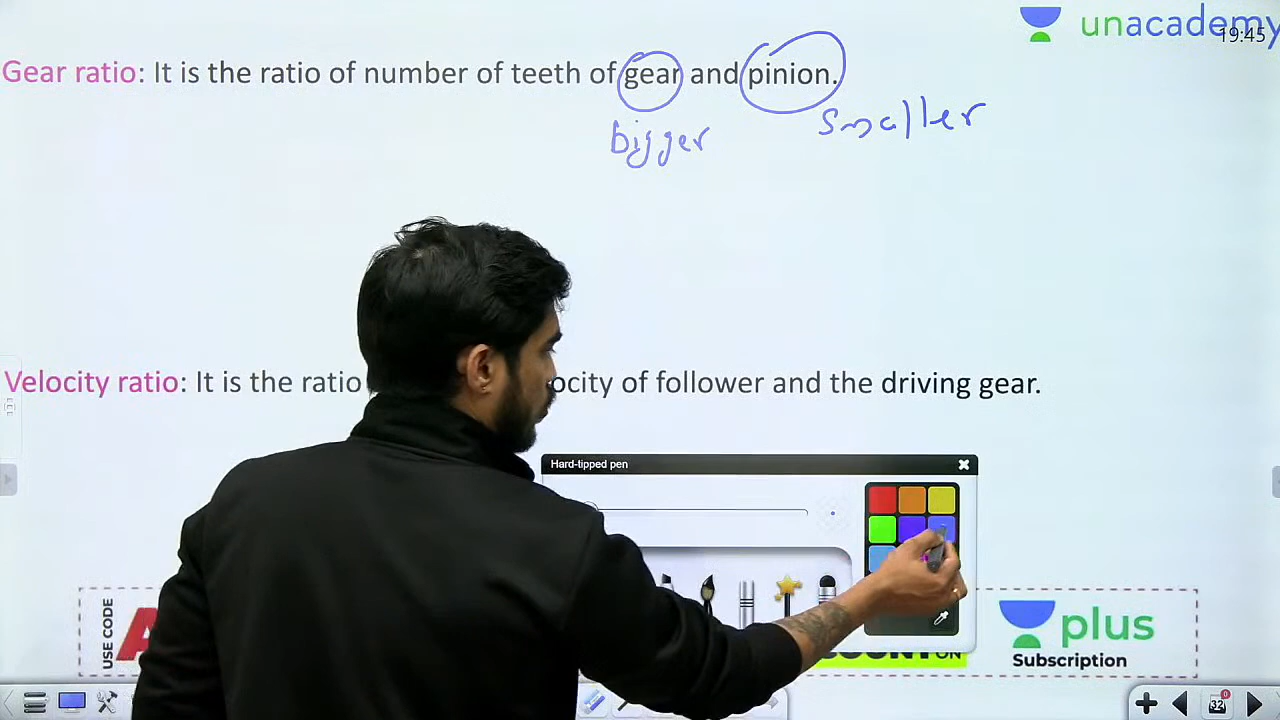 unacademy
19:45
Gear ratio: It is the ratio of number of teeth of gear and pinion.
smaller
bigger
Velocity ratio: It is the ratio ocity of follower and the driving gear.
Hard-tipped pen
USE CODE
plus
Subscription
ON
32